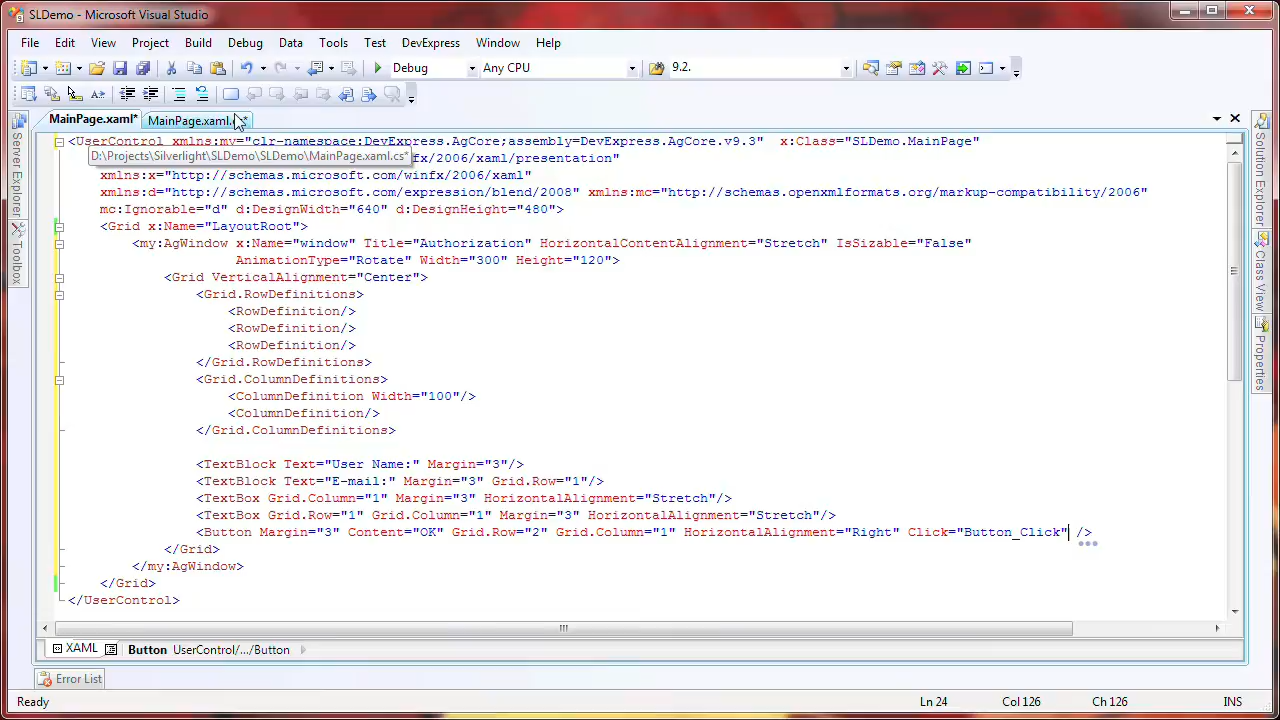 SLDemo - Microsoft Visual Studio
File Edit View Project Build Debug Data Tools Test DevExpress Window Help
Debug Any CPU 9.2.
MainPage.xaml* MainPage.xaml.
<UserControl xmlns:my="clr-namespace:DevExpress.AgCore;assembly=DevExpress.AgCore.v9.3" x:Class="SLDemo.MainPage"
D:\Projects\Silverlight\SLDemo\SLDemo\MainPage.xaml.cs* fx/2006/xaml/presentation"
xmlns:x="http://schemas.microsoft.com/winfx/2006/xaml"
xmlns:d="http://schemas.microsoft.com/expression/blend/2008" xmlns:mc="http://schemas.openxmlformats.org/markup-compatibility/2006"
mc:Ignorable="d" d:DesignWidth="640" d:DesignHeight="480">
<Grid x:Name="LayoutRoot">
<my:AgWindow x:Name="window" Title="Authorization" HorizontalContentAlignment="Stretch" IsSizable="False"
AnimationType="Rotate" Width="300" Height="120">
<Grid VerticalAlignment="Center">
<Grid.RowDefinitions>
<RowDefinition/>
<RowDefinition/>
<RowDefinition/>
</Grid.RowDefinitions>
<Grid.ColumnDefinitions>
<ColumnDefinition Width="100"/>
<ColumnDefinition/>
</Grid.ColumnDefinitions>
<TextBlock Text="User Name:" Margin="3"/>
<TextBlock Text="E-mail:" Margin="3" Grid.Row="1"/>
<TextBox Grid.Column="1" Margin="3" HorizontalAlignment="Stretch"/>
<TextBox Grid.Row="1" Grid.Column="1" Margin="3" HorizontalAlignment="Stretch"/>
<Button Margin="3" Content="OK" Grid.Row="2" Grid.Column="1" HorizontalAlignment="Right" Click="Button_Click" />
</Grid>
</my:AgWindow>
</Grid>
</UserControl>
XAML Button UserControl/.../Button
Error List
Ready Ln 24 Col 126 Ch 126 INS
Server Explorer
Toolbox
Solution Explorer
Class View
Properties